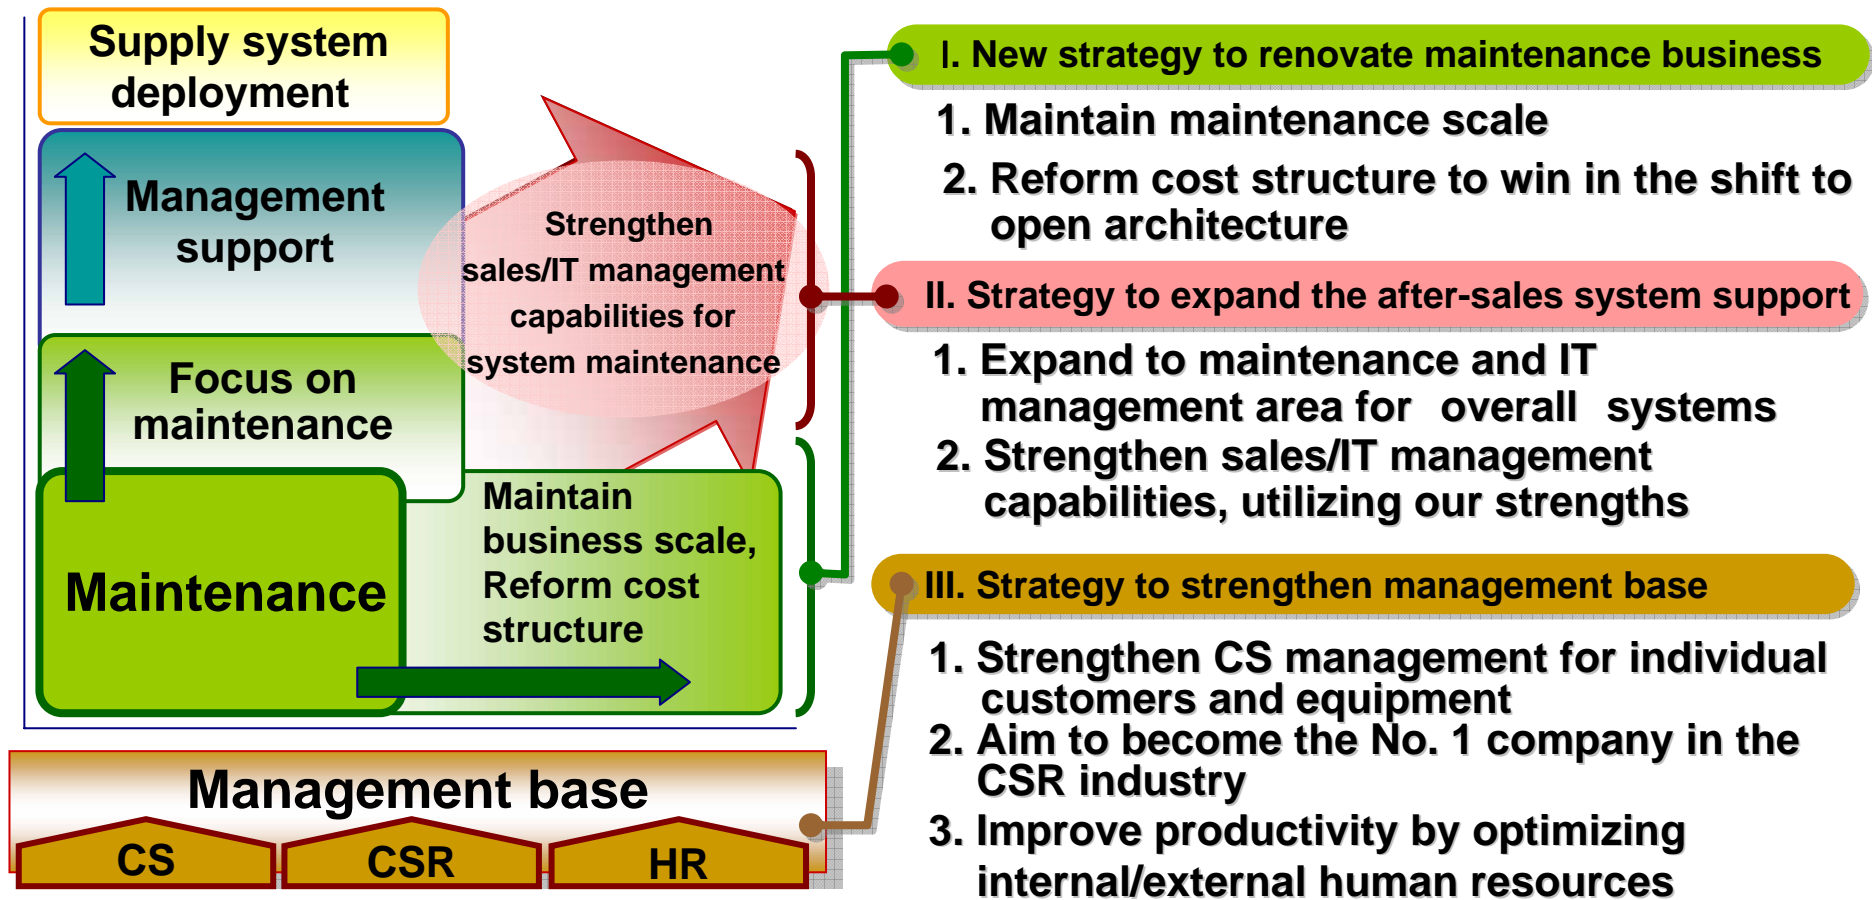 Supply system
deployment
Management
support
Focus on
maintenance
Maintenance
Strengthen
sales/IT management
capabilities for
system maintenance
Maintain
business scale,
Reform cost
structure
Management base
CS
CSR
HR
I. New strategy to renovate maintenance business
1. Maintain maintenance scale
2. Reform cost structure to win in the shift to
open architecture
II. Strategy to expand the after-sales system support
1. Expand to maintenance and IT
management area for overall systems
2. Strengthen sales/IT management
capabilities, utilizing our strengths
III. Strategy to strengthen management base
1. Strengthen CS management for individual
customers and equipment
2. Aim to become the No. 1 company in the
CSR industry
3. Improve productivity by optimizing
internal/external human resources